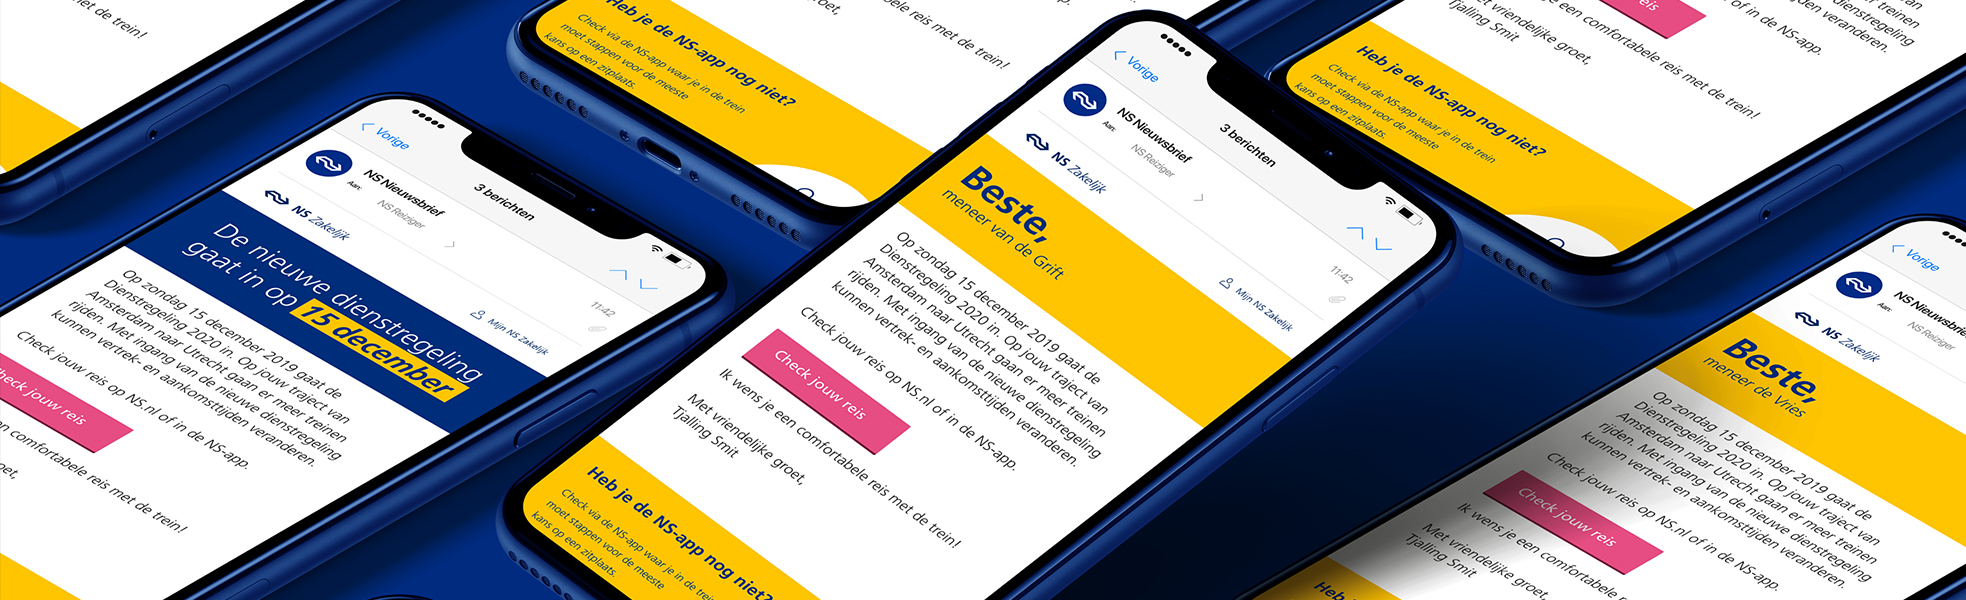 met de trein!
Heb je de NS-app nog niet?
Check via de NS-app waar je in de trein
moet stappen voor de meeste
kans op een zitplaats.
reis met de trein!
Vorige
3 berichten
NS Nieuwsbrief
Aan:
NS Reiziger
11:42
NS Zakelijk
Mijn NS Zakelijk
De nieuwe dienstregeling
gaat in op 15 december
Op zondag 15 december 2019 gaat de
Dienstregeling 2020 in. Op jouw traject van
Amsterdam naar Utrecht gaan er meer treinen
rijden. Met ingang van de nieuwe dienstregeling
kunnen vertrek- en aankomsttijden veranderen.
Check jouw reis op NS.nl of in de NS-app.
Check jouw reis
een comfortabele reis met de trein!
Vorige
3 berichten
NS Nieuwsbrief
Aan:
NS Reiziger
11:42
NS Zakelijk
Mijn NS Zakelijk
Beste,
meneer van de Grift
Op zondag 15 december 2019 gaat de
Dienstregeling 2020 in. Op jouw traject van
Amsterdam naar Utrecht gaan er meer treinen
rijden. Met ingang van de nieuwe dienstregeling
kunnen vertrek- en aankomsttijden veranderen.
Check jouw reis op NS.nl of in de NS-app.
Check jouw reis
Ik wens je een comfortabele reis met de trein!
Met vriendelijke groet,
Tjalling Smit
Heb je de NS-app nog niet?
Check via de NS-app waar je in de trein
moet stappen voor de meeste
kans op een zitplaats.
dienstregeling
kunnen vertrek- en aankomsttijden veranderen.
of in de NS-app.
reis
je een comfortabele reis met de trein!
Met vriendelijke groet,
Tjalling Smit
Heb je de NS-app nog niet?
Check via de NS-app waar je in de trein
moet stappen voor de meeste
kans op een zitplaats.
Vorige
NS Nieuwsbrief
Aan:
NS Reiziger
NS Zakelijk
Beste,
meneer de Vries
Op zondag 15 december 2019 gaat de
Dienstregeling 2020 in. Op jouw traject van
Amsterdam naar Utrecht gaan er meer treinen
rijden. Met ingang van de nieuwe dienstregeling
kunnen vertrek- en aankomsttijden veranderen.
Check jouw reis op NS.nl of in de NS-app.
Check jouw reis
Ik wens je een comfortabele reis met de trein!
Met vriendelijke groet,
Tjalling Smit
Heb